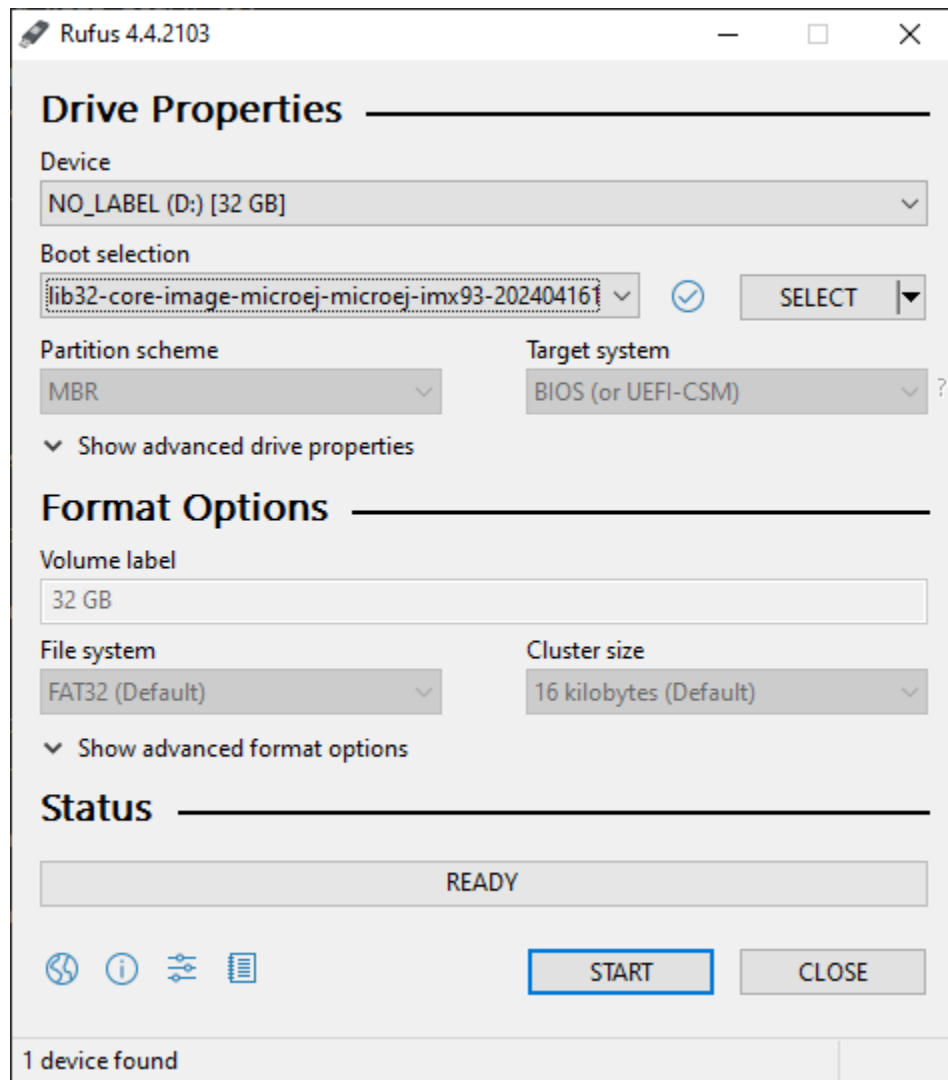 Rufus 4.4.2103
Drive Properties
Device
NO_LABEL (D:) [32 GB]
Boot selection
lib32-core-image-microej-microej-imx93-202404161
SELECT
Partition scheme
Target system
MBR
BIOS (or UEFI-CSM)
?
Show advanced drive properties
Format Options
Volume label
32 GB
File system
Cluster size
FAT32 (Default)
16 kilobytes (Default)
Show advanced format options
Status
READY
START
CLOSE
1 device found